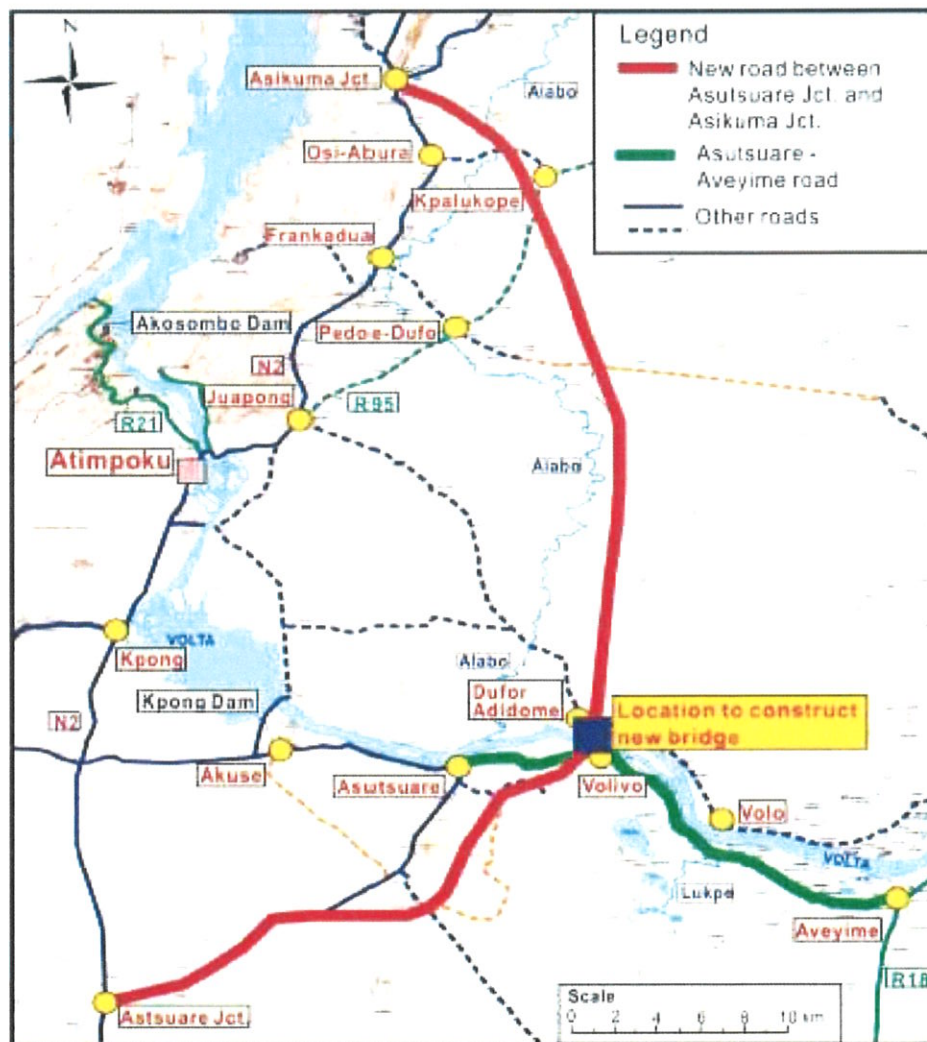 Z
Legend
New road between
Asutsuare Jct. and
Asikuma Jct.
Asutsuare -
Aveyime road
Other roads
Asikuma Jct.
Alabo
Osi-Abura
Kpalukope
Frankadua
Akosombo Dam
Pedoe-Dufo
N2
Juapong
R95
R21
Atimpoku
Alabo
VOLTA
Kpong
Alabo
Kpong Dam
Dufor
Adidome
Location to construct
new bridge
N2
Akuse
Asutsuare
Volivo
Volo
VOLTA
Lukpe
Aveyime
R18
Astsuare Jct.
Scale
0 2 4 6 8 10 km